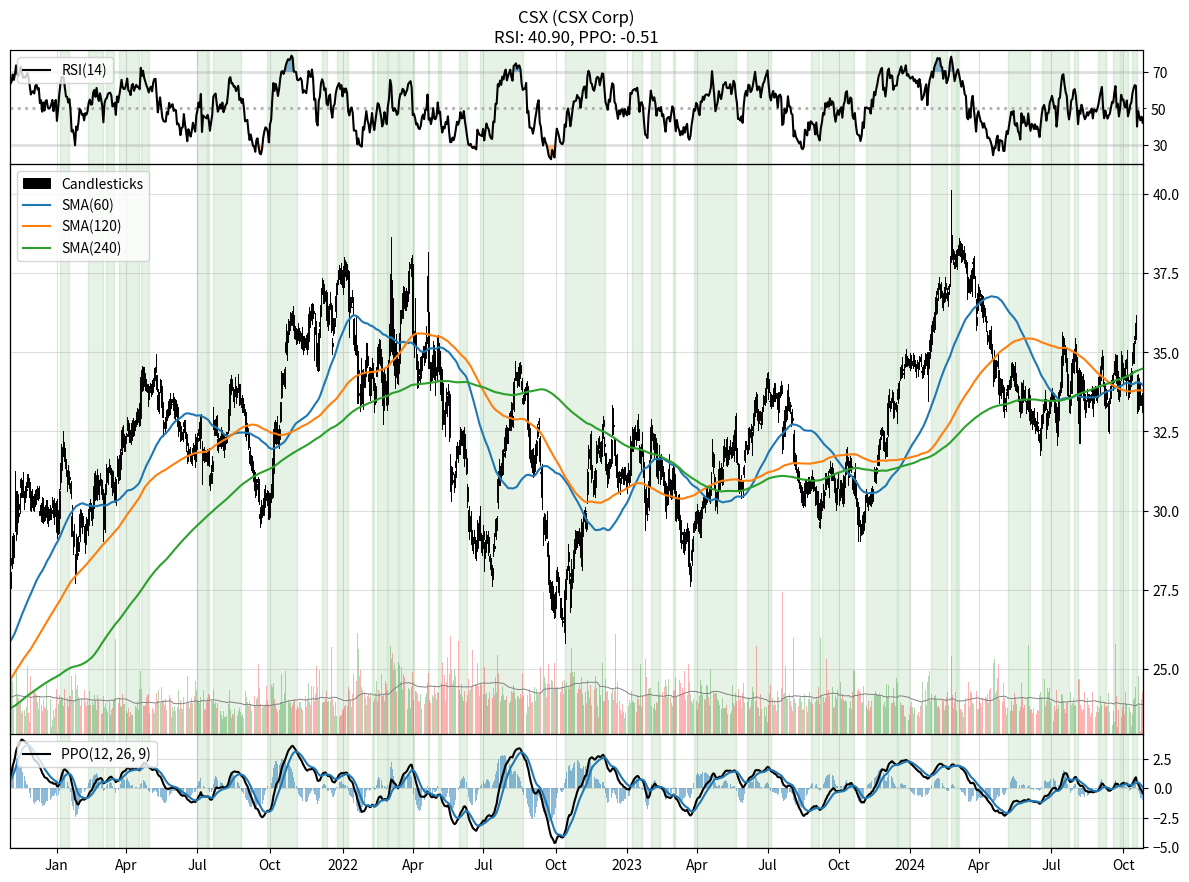 CSX (CSX Corp)
RSI: 40.90, PPO: -0.51
RSI(14)
70
50
30
Candlesticks
SMA(60)
SMA(120)
SMA(240)
40.0
37.5
35.0
32.5
30.0
27.5
25.0
PPO(12, 26, 9)
2.5
0.0
−2.5
−5.0
Jan Apr Jul Oct 2022 Apr Jul Oct 2023 Apr Jul Oct 2024 Apr Jul Oct